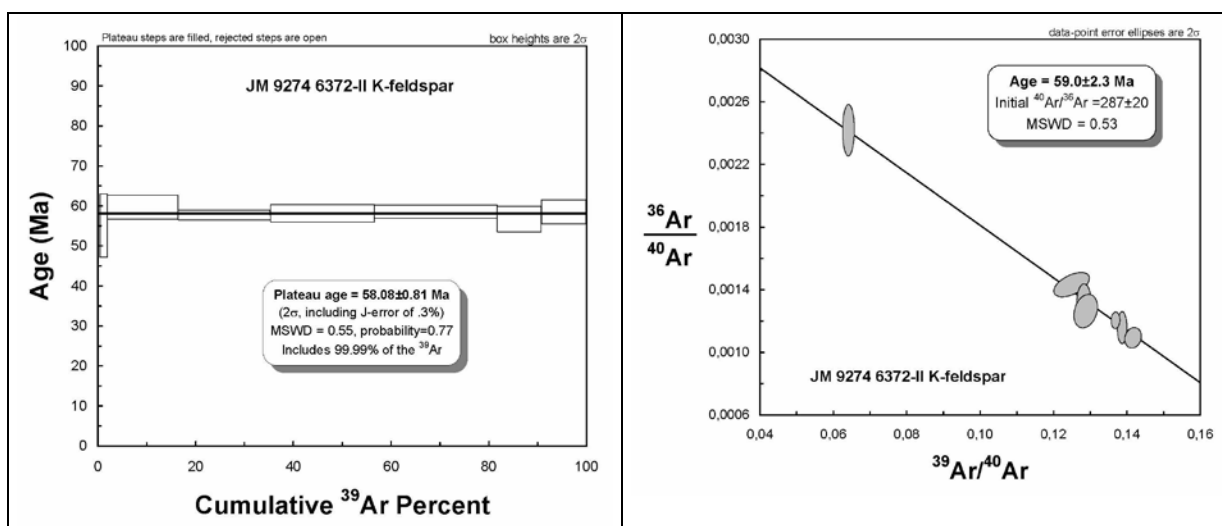 Plateau steps are filled, rejected steps are open
box heights are 2σ
100
90
80
70
60
50
40
30
20
10
0
Age (Ma)
JM 9274 6372-II K-feldspar
Plateau age = 58.08±0.81 Ma
(2σ, including J-error of .3%)
MSWD = 0.55, probability=0.77
Includes 99.99% of the ³⁹Ar
0 20 40 60 80 100
Cumulative ³⁹Ar Percent
data-point error ellipses are 2σ
0,0030
0,0026
0,0022
0,0018
0,0014
0,0010
0,0006
³⁶Ar
⁴⁰Ar
Age = 59.0±2.3 Ma
Initial ⁴⁰Ar/³⁶Ar =287±20
MSWD = 0.53
JM 9274 6372-II K-feldspar
0,04 0,06 0,08 0,10 0,12 0,14 0,16
³⁹Ar/⁴⁰Ar